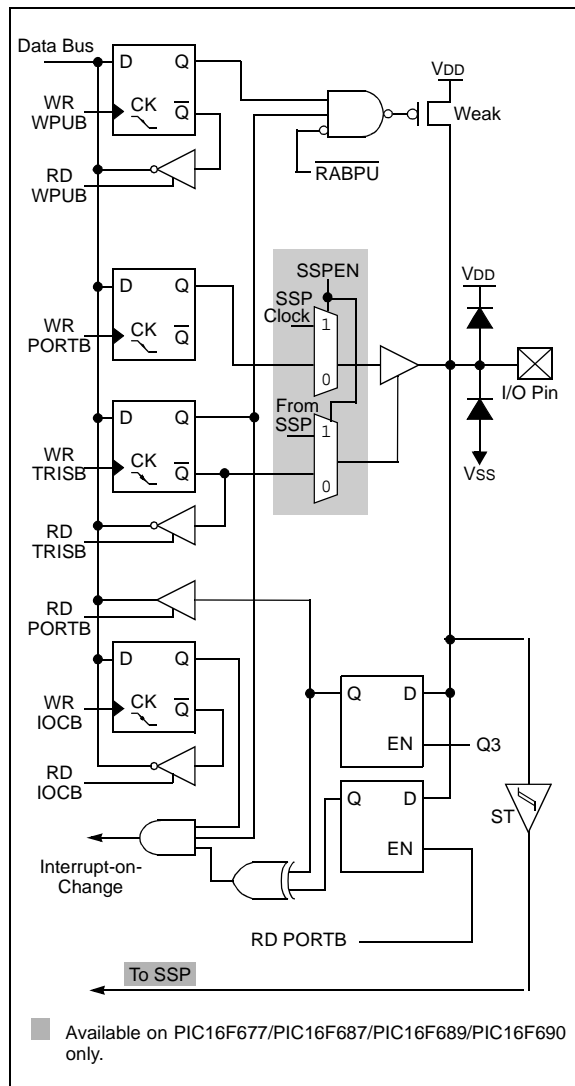 Data Bus
D Q
WR
WPUB
CK
Q
RD
WPUB
VDD
Weak
RABPU
D Q
WR
PORTB
CK
Q
SSPEN
SSP
Clock
1
0
VDD
I/O Pin
VSS
From
SSP
1
0
D Q
WR
TRISB
CK
Q
RD
TRISB
RD
PORTB
D Q
WR
IOCB
CK
Q
RD
IOCB
Q D
EN
Q3
Q D
EN
ST
Interrupt-on-
Change
RD PORTB
To SSP
Available on PIC16F677/PIC16F687/PIC16F689/PIC16F690
only.